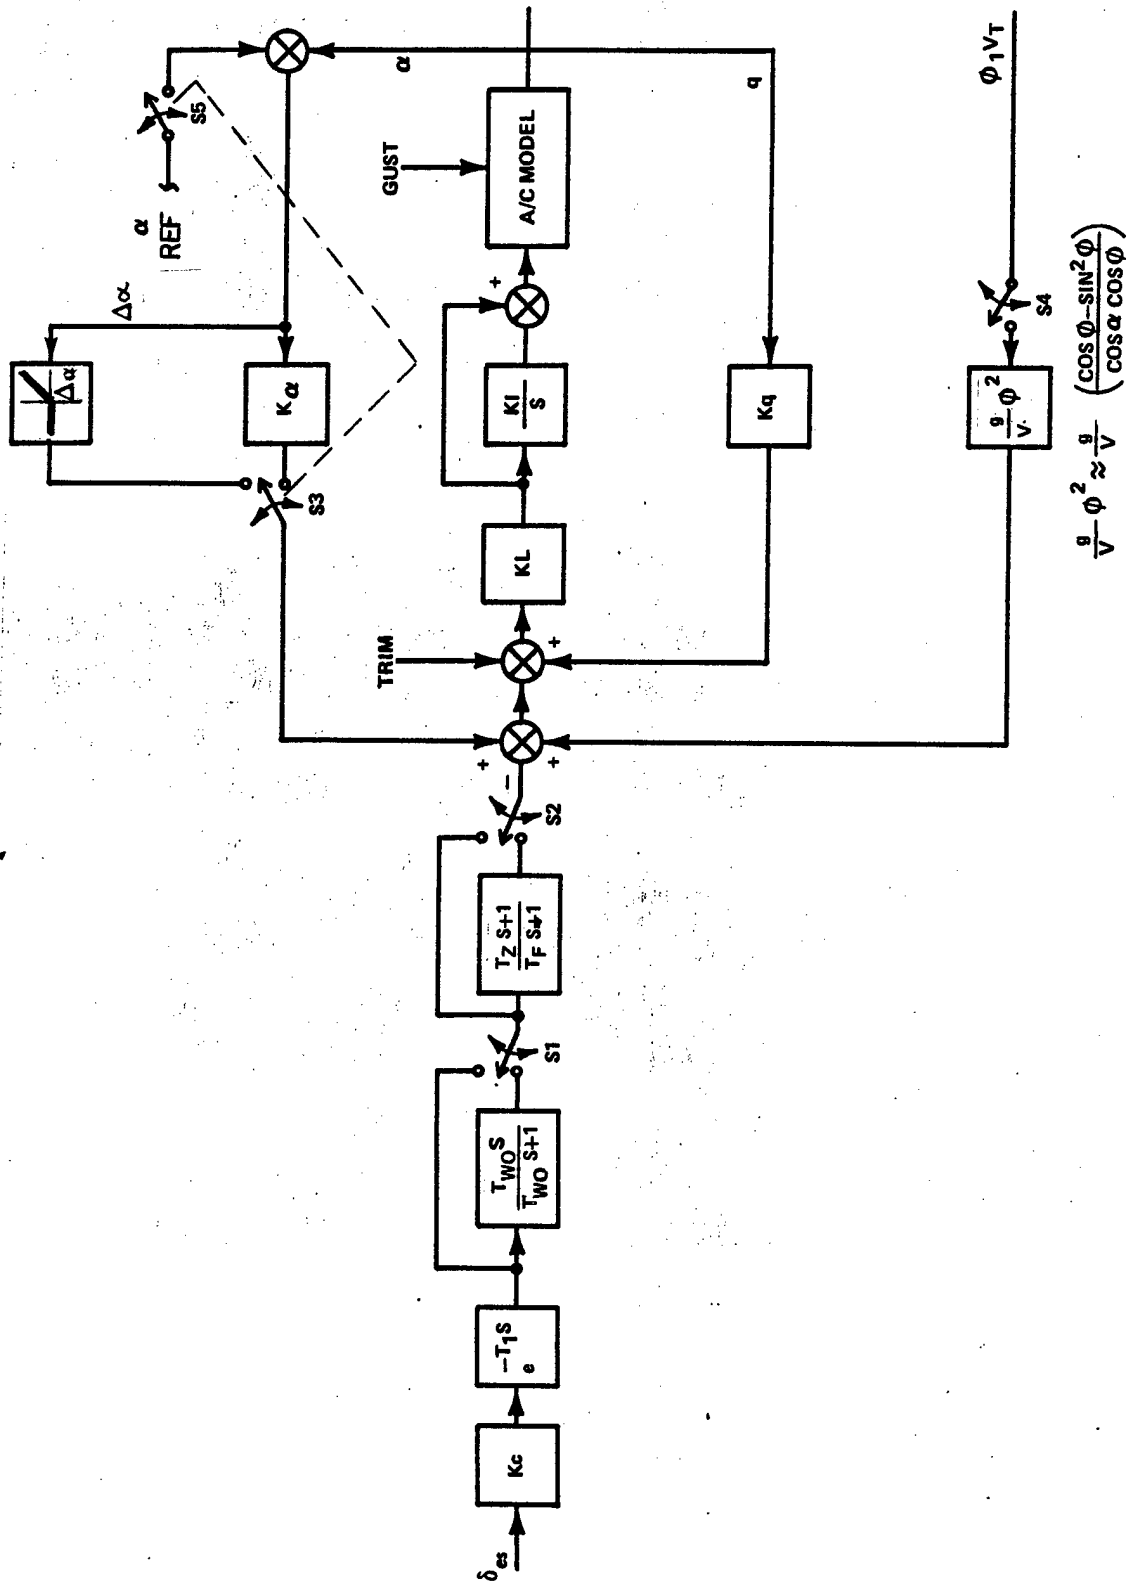 δes
Kc
e −T1S
TWO S
TWO S+1
S1
TZ S+1
TF S+1
S2
−
+
+
TRIM
+
KL
KI
S
+
GUST
A/C MODEL
S3
Kα
Δα
Δα
α
REF
S5
α
q
Kq
g
V
ϕ2
S4
ϕ1VT
g/V ϕ2 ≈ g/V (COS ϕ−SIN2 ϕ / COS α COS ϕ)